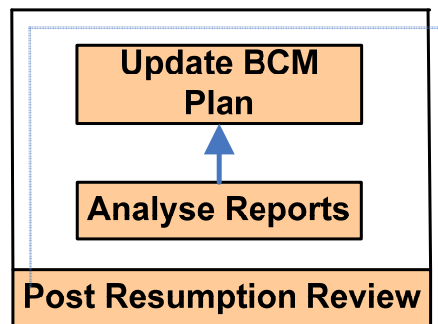 Update BCM
Plan
Analyse Reports
Post Resumption Review